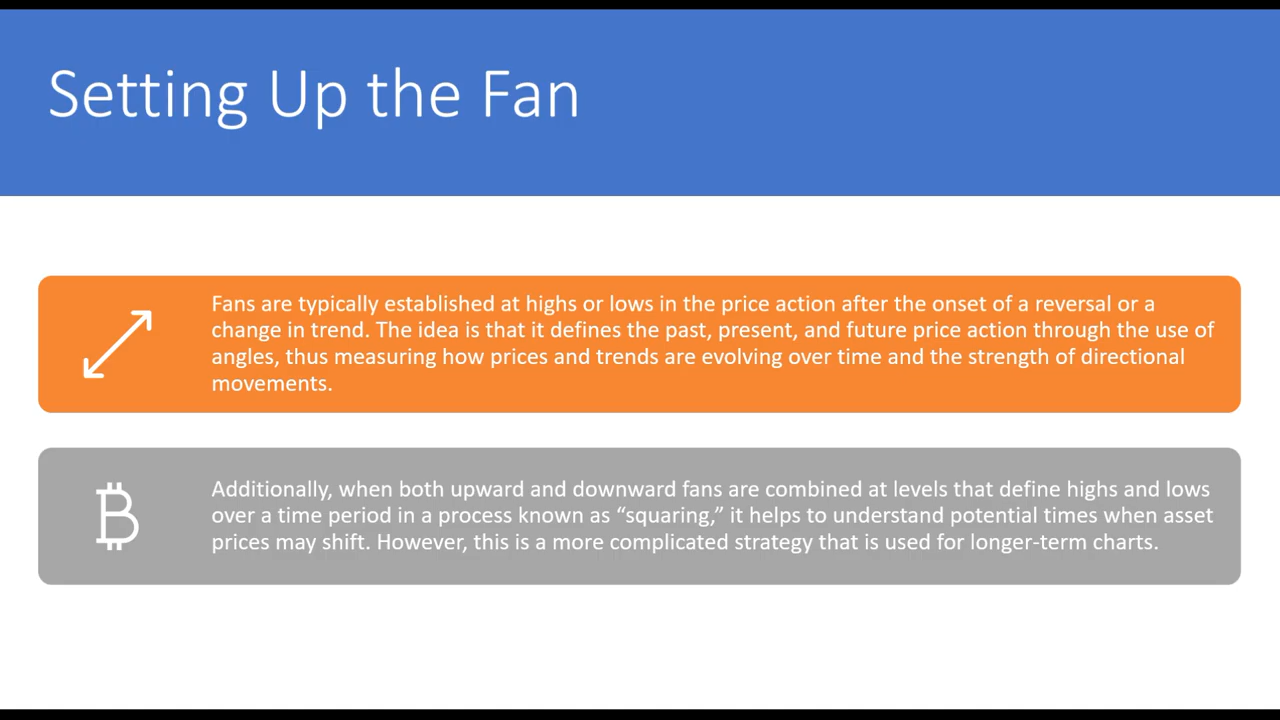 Setting Up the Fan
Fans are typically established at highs or lows in the price action after the onset of a reversal or a
change in trend. The idea is that it defines the past, present, and future price action through the use of
angles, thus measuring how prices and trends are evolving over time and the strength of directional
movements.
Additionally, when both upward and downward fans are combined at levels that define highs and lows
over a time period in a process known as “squaring,” it helps to understand potential times when asset
prices may shift. However, this is a more complicated strategy that is used for longer-term charts.